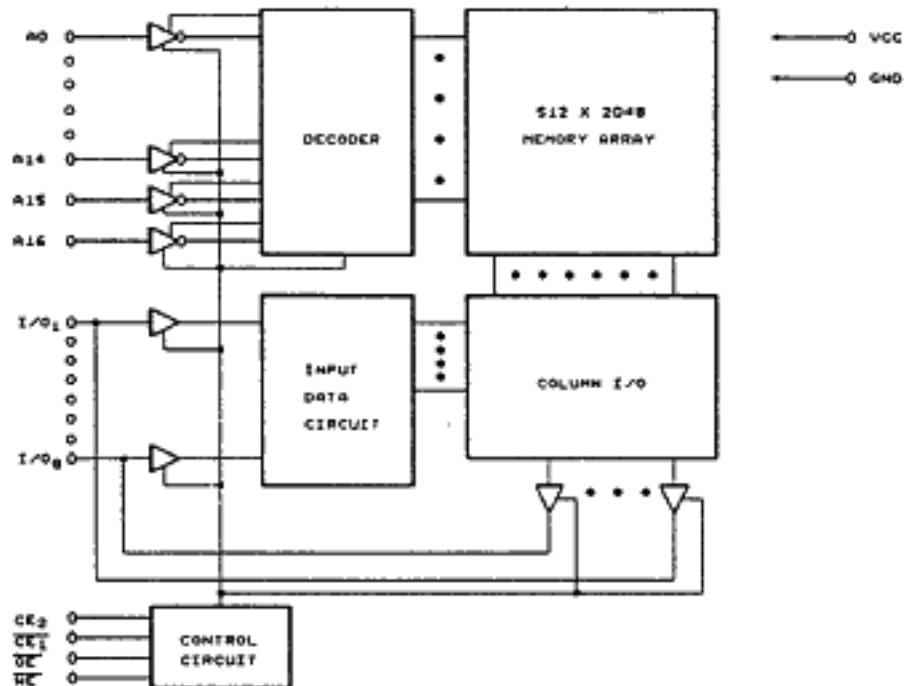 A0
VCC
GND
512 X 2048
MEMORY ARRAY
DECODER
A14
A15
A16
I/O1
INPUT
DATA
CIRCUIT
COLUMN I/O
I/O8
CE2
CE1
OE
WE
CONTROL
CIRCUIT